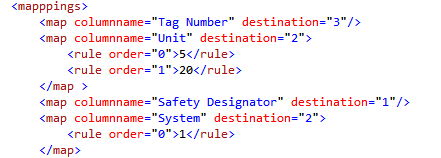 <mapppings>
<map columnname="Tag Number" destination="3"/>
<map columnname="Unit" destination="2">
<rule order="0">5</rule>
<rule order="1">20</rule>
</map >
<map columnname="Safety Designator" destination="1"/>
<map columnname="System" destination="2">
<rule order="0">1</rule>
</map>